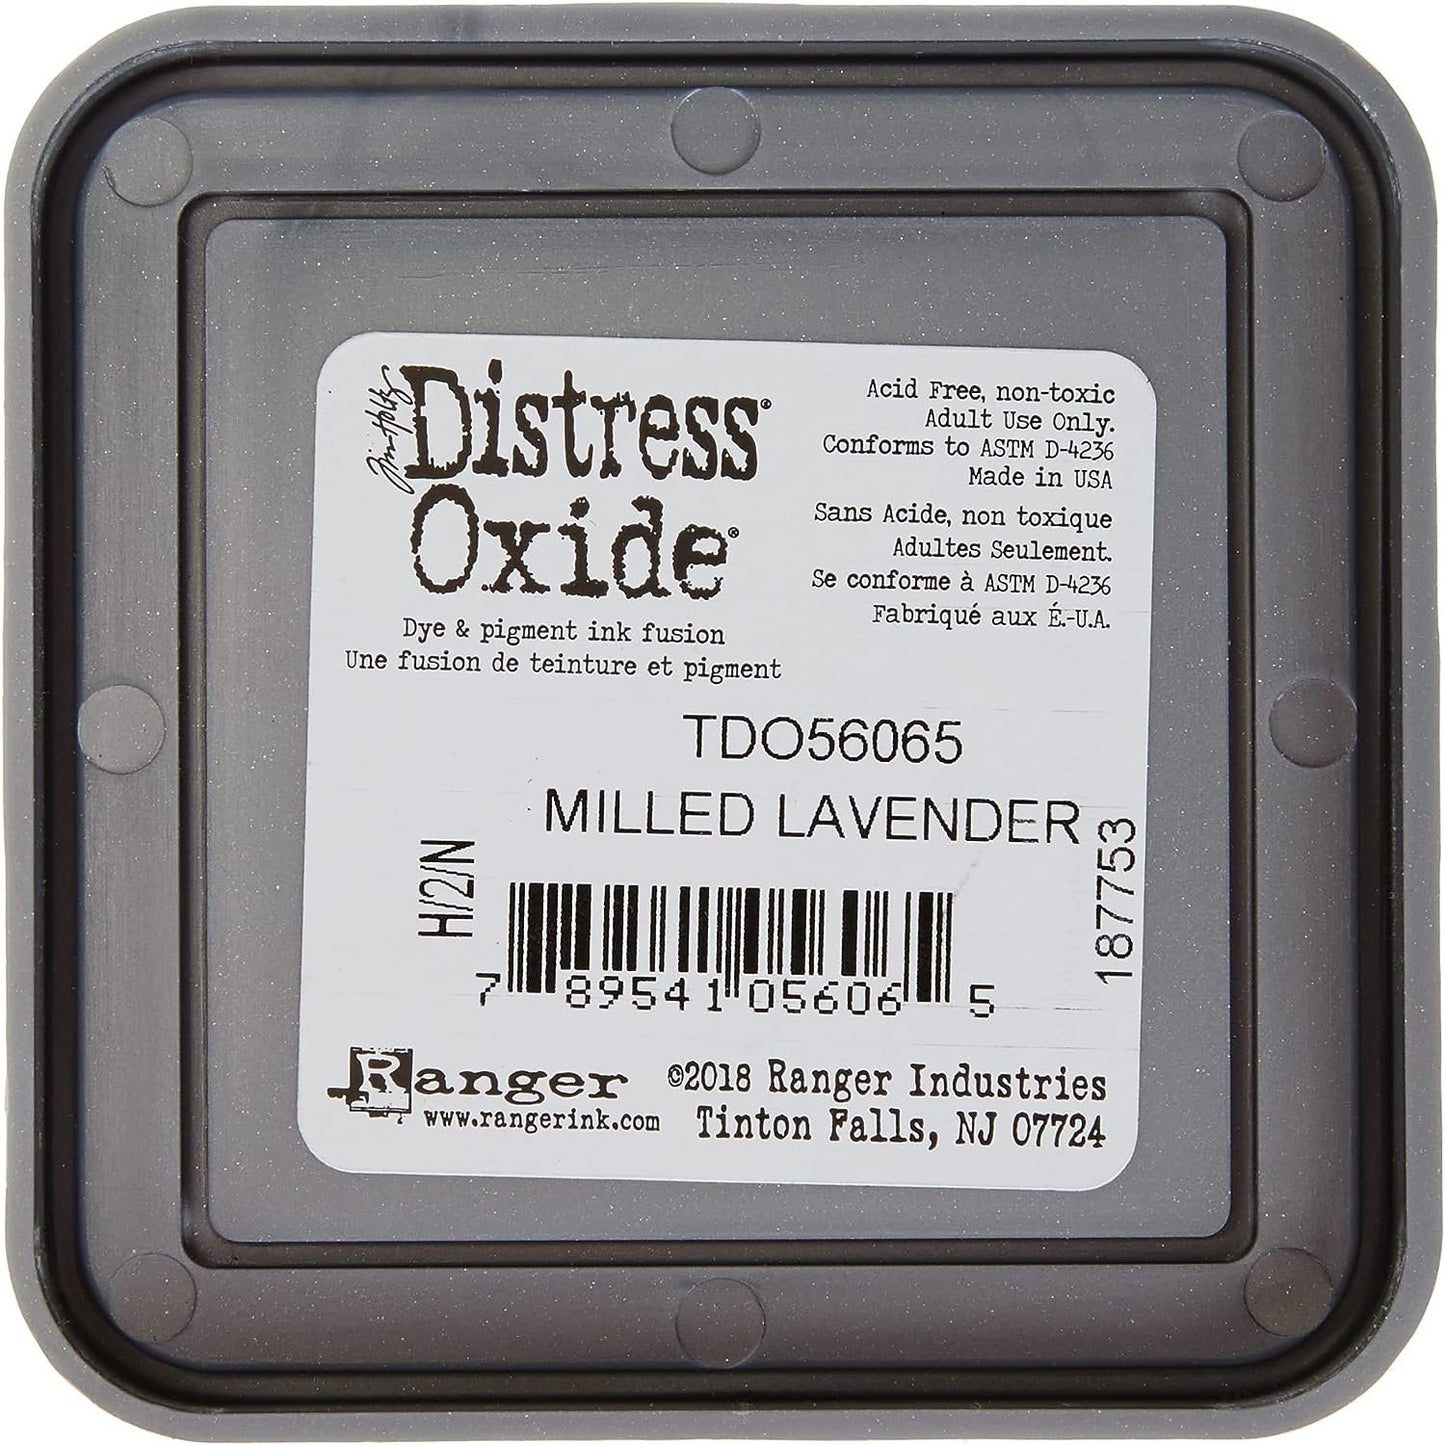 Tim Holtz
Distress®
Oxide®
Dye & pigment ink fusion
Une fusion de teinture et pigment
Acid Free, non-toxic
Adult Use Only.
Conforms to ASTM D-4236
Made in USA
Sans Acide, non toxique
Adultes Seulement.
Se conforme à ASTM D-4236
Fabriqué aux É.-U.A.
TDO56065
MILLED LAVENDER
H/2/N
187753
7 89541 05606 5
Ranger
www.rangerink.com
©2018 Ranger Industries
Tinton Falls, NJ 07724